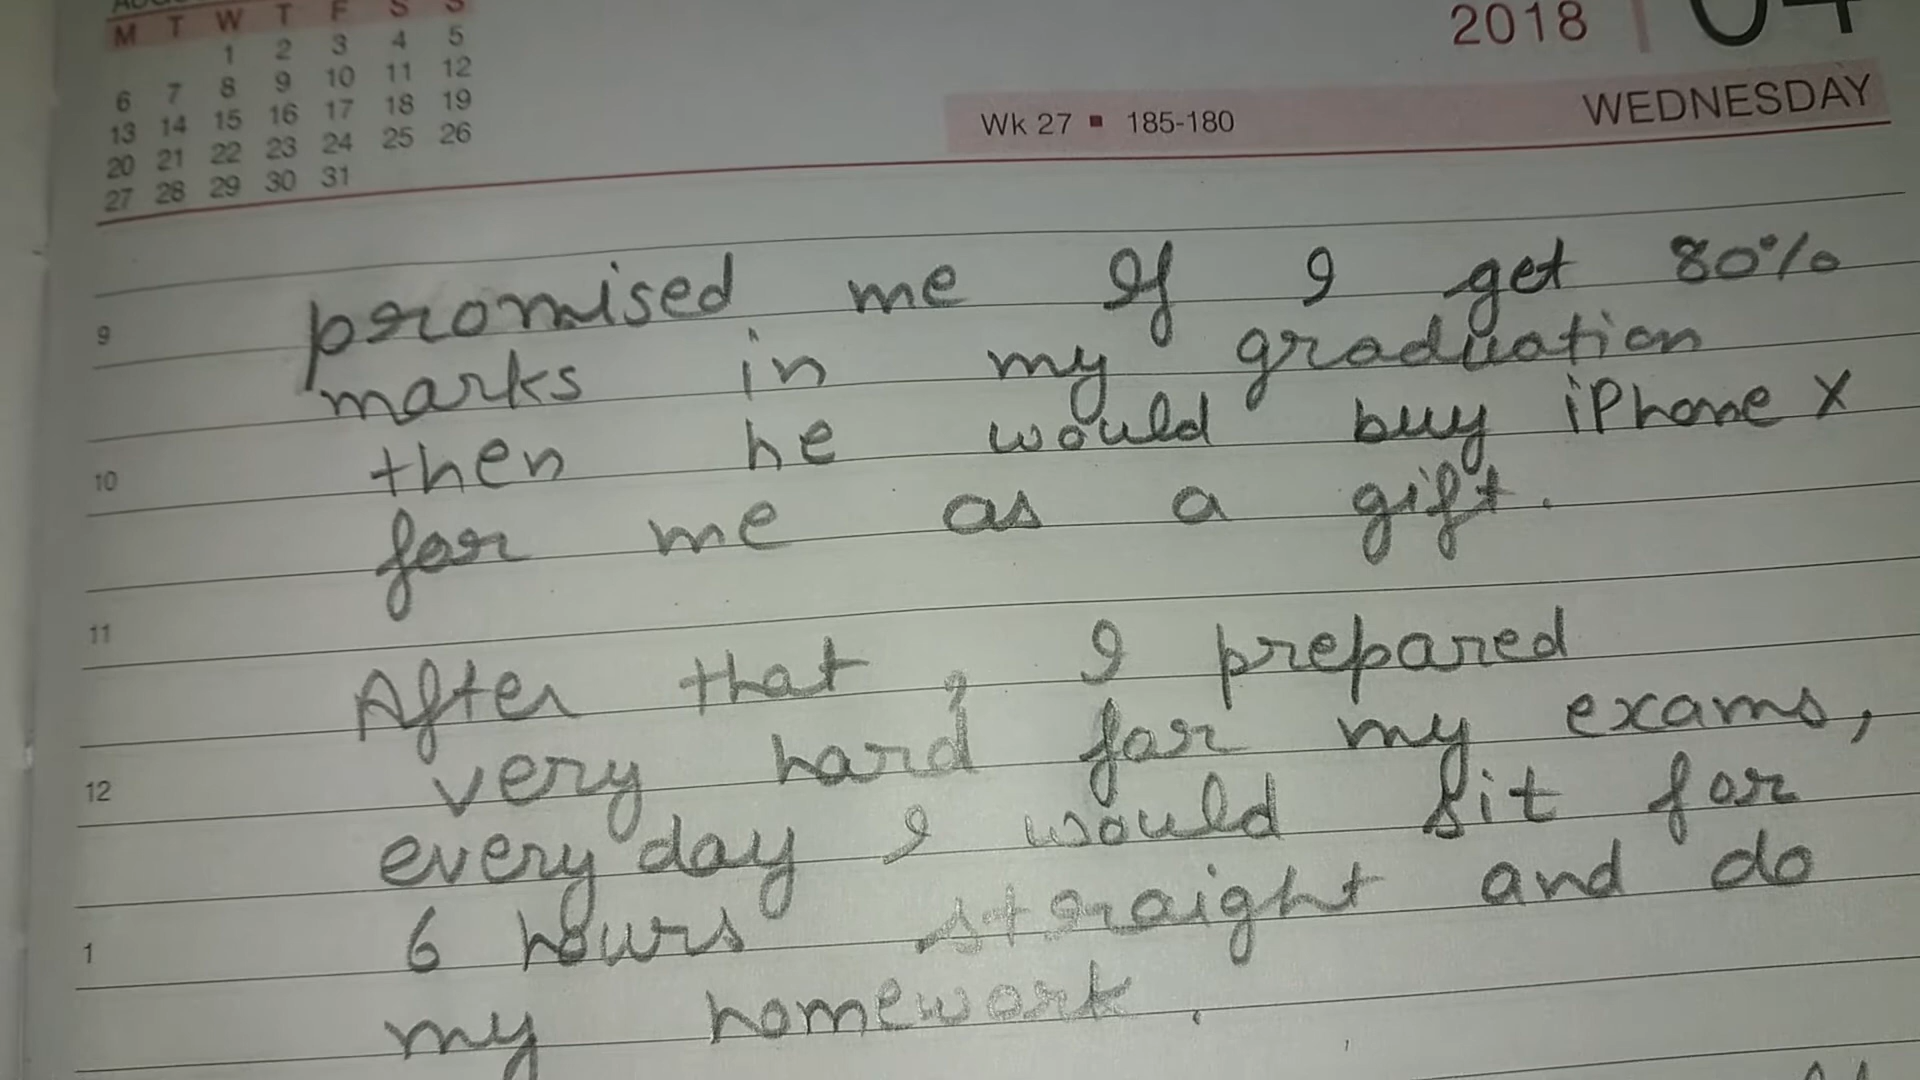 M T W T F S S
1 2 3 4 5
6 7 8 9 10 11 12
13 14 15 16 17 18 19
20 21 22 23 24 25 26
27 28 29 30 31
2018 04
Wk 27 ▪ 185-180
WEDNESDAY
promised me If I get 80%
9
marks in my graduation
then he would buy iPhone X
10
for me as a gift.
11
After that, I prepared
very hard for my exams,
12
every day I would sit for
6 hours straight and do
1
my homework.